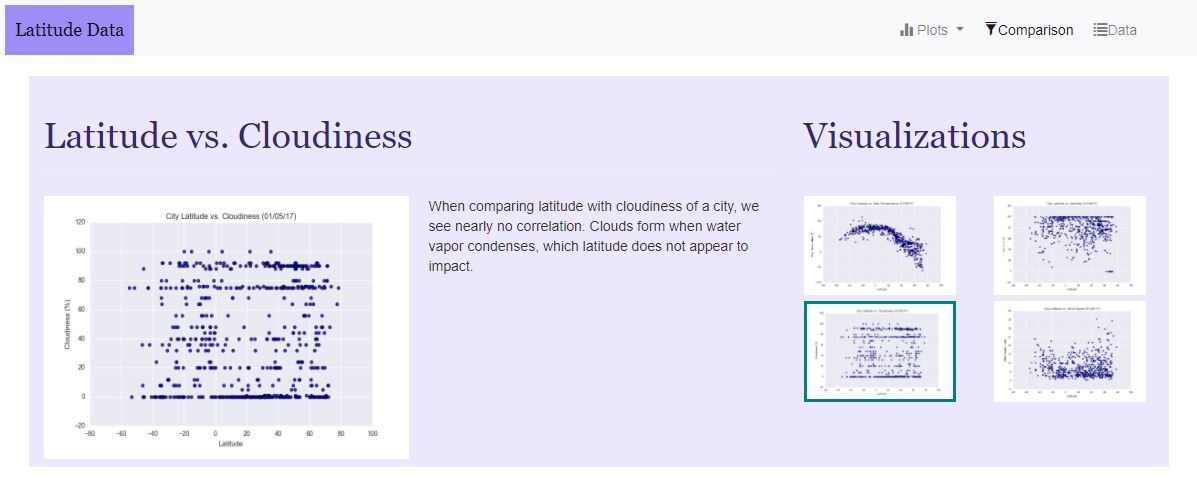 Latitude Data
Plots
Comparison
Data
Latitude vs. Cloudiness
Visualizations
City Latitude vs. Cloudiness (01/05/17)
120
100
80
60
40
20
0
−20
−80 −60 −40 −20 0 20 40 60 80 100
Cloudiness (%)
Latitude
When comparing latitude with cloudiness of a city, we
see nearly no correlation. Clouds form when water
vapor condenses, which latitude does not appear to
impact.